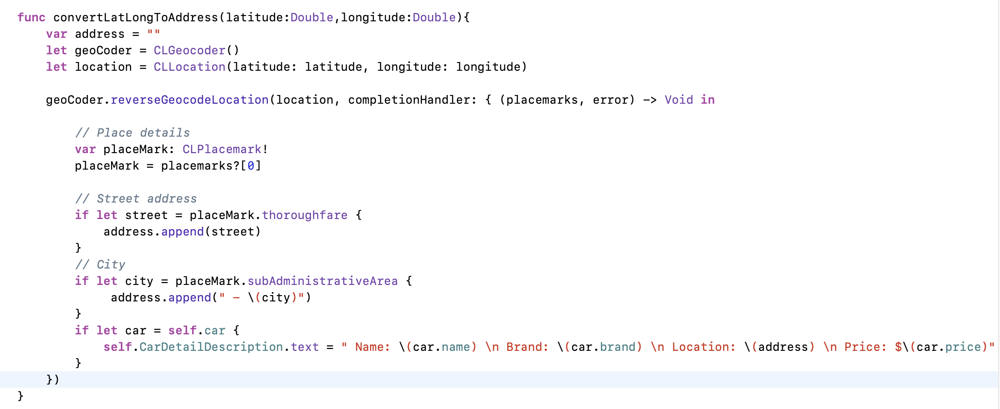 func convertLatLongToAddress(latitude:Double,longitude:Double){
var address = ""
let geoCoder = CLGeocoder()
let location = CLLocation(latitude: latitude, longitude: longitude)
geoCoder.reverseGeocodeLocation(location, completionHandler: { (placemarks, error) -> Void in
// Place details
var placeMark: CLPlacemark!
placeMark = placemarks?[0]
// Street address
if let street = placeMark.thoroughfare {
address.append(street)
}
// City
if let city = placeMark.subAdministrativeArea {
address.append(" - \(city)")
}
if let car = self.car {
self.CarDetailDescription.text = " Name: \(car.name) \n Brand: \(car.brand) \n Location: \(address) \n Price: $\(car.price)"
}
})
}